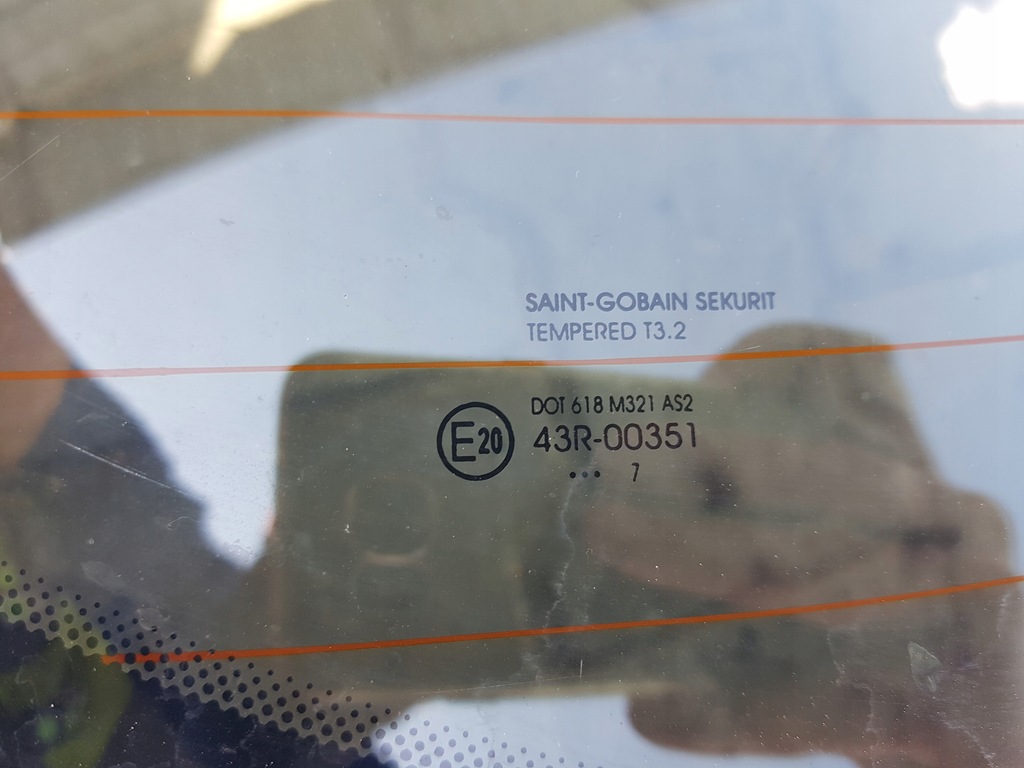 SAINT-GOBAIN SEKURIT
TEMPERED T3.2
DOT 618 M321 AS2
E20 43R-00351
... 7